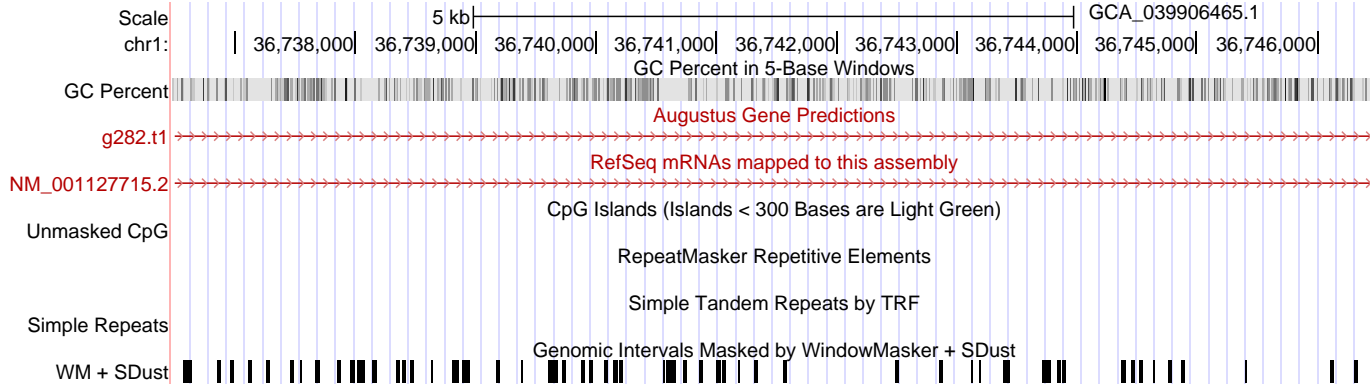 Scale 5 kb GCA_039906465.1
chr1: 36,738,000 36,739,000 36,740,000 36,741,000 36,742,000 36,743,000 36,744,000 36,745,000 36,746,000
GC Percent in 5-Base Windows
GC Percent
Augustus Gene Predictions
g282.t1
RefSeq mRNAs mapped to this assembly
NM_001127715.2
CpG Islands (Islands < 300 Bases are Light Green)
Unmasked CpG
RepeatMasker Repetitive Elements
Simple Tandem Repeats by TRF
Simple Repeats
Genomic Intervals Masked by WindowMasker + SDust
WM + SDust